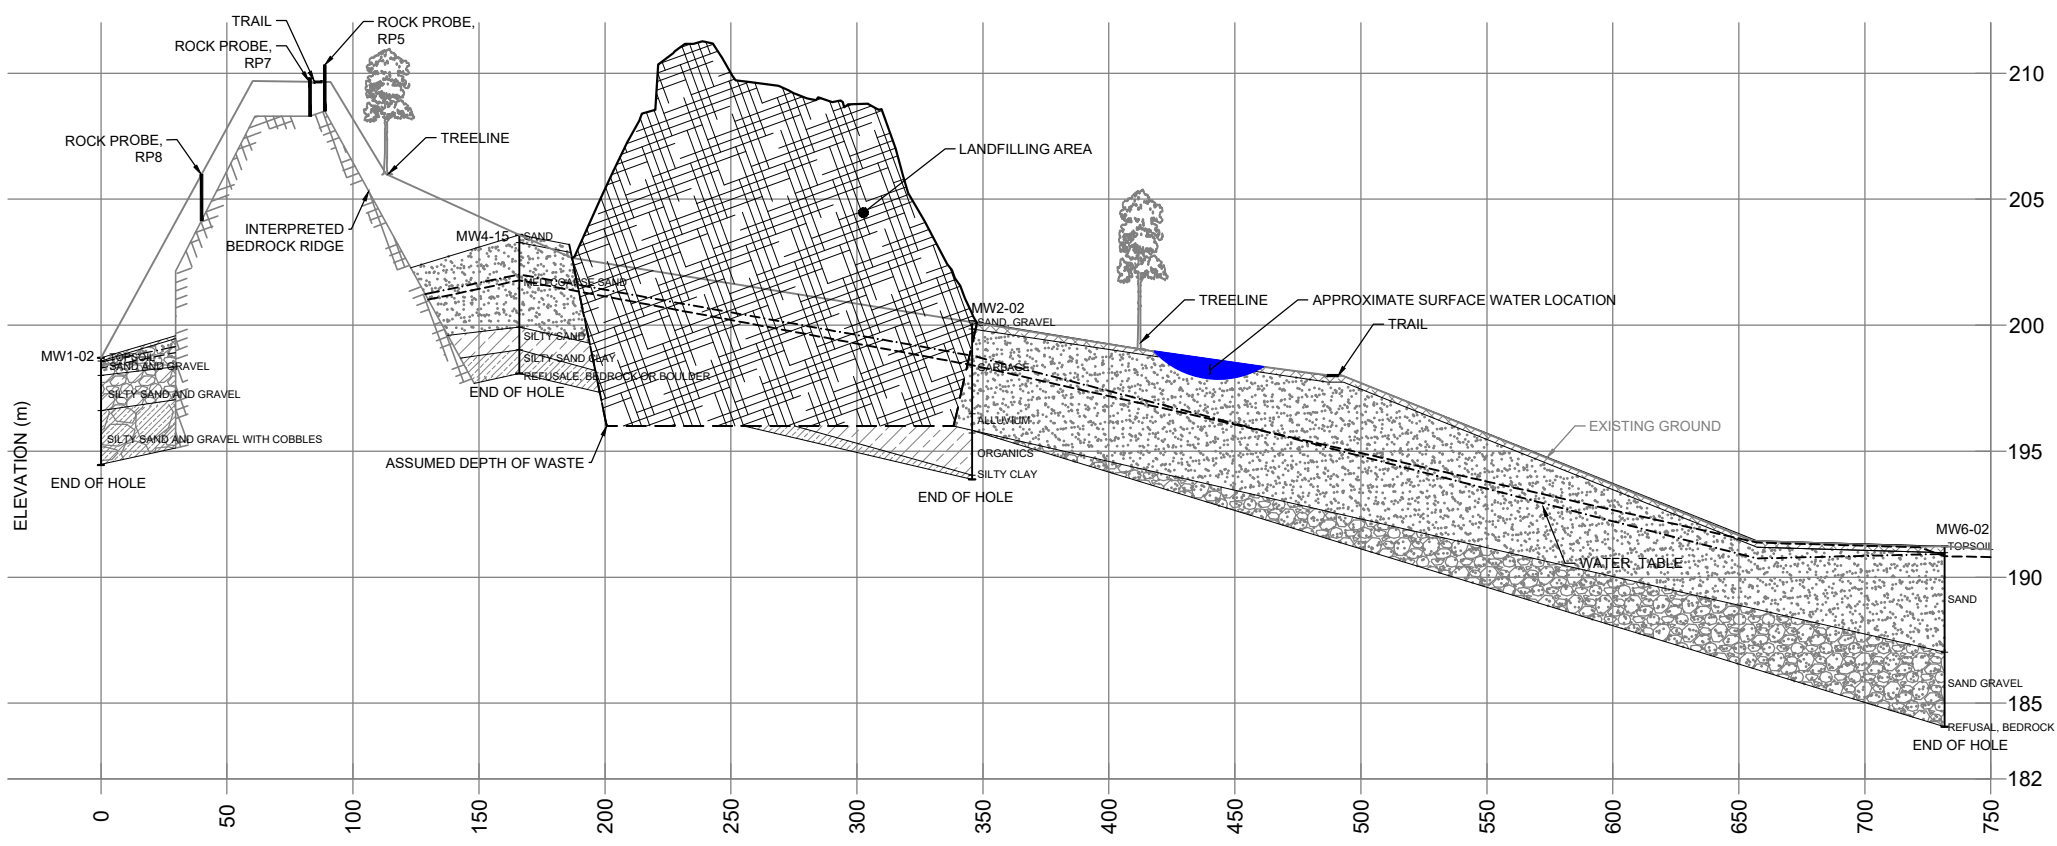 TRAIL
ROCK PROBE,
RP5
ROCK PROBE,
RP7
210
ROCK PROBE,
RP8
TREELINE
LANDFILLING AREA
205
INTERPRETED
BEDROCK RIDGE
MW4-15
SAND
MED COARSE SAND
TREELINE
APPROXIMATE SURFACE WATER LOCATION
MW2-02
SAND, GRAVEL
TRAIL
200
SILTY SAND
MW1-02
TOPSOIL
SAND AND GRAVEL
SILTY SAND CLAY
GARBAGE
REFUSALE, BEDROCK OR BOULDER
END OF HOLE
SILTY SAND AND GRAVEL
ALLUVIUM
EXISTING GROUND
SILTY SAND AND GRAVEL WITH COBBLES
ORGANICS
195
ASSUMED DEPTH OF WASTE
SILTY CLAY
END OF HOLE
END OF HOLE
ELEVATION (m)
MW6-02
TOPSOIL
WATER TABLE
190
SAND
SAND GRAVEL
185
REFUSAL, BEDROCK
END OF HOLE
182
0
50
100
150
200
250
300
350
400
450
500
550
600
650
700
750